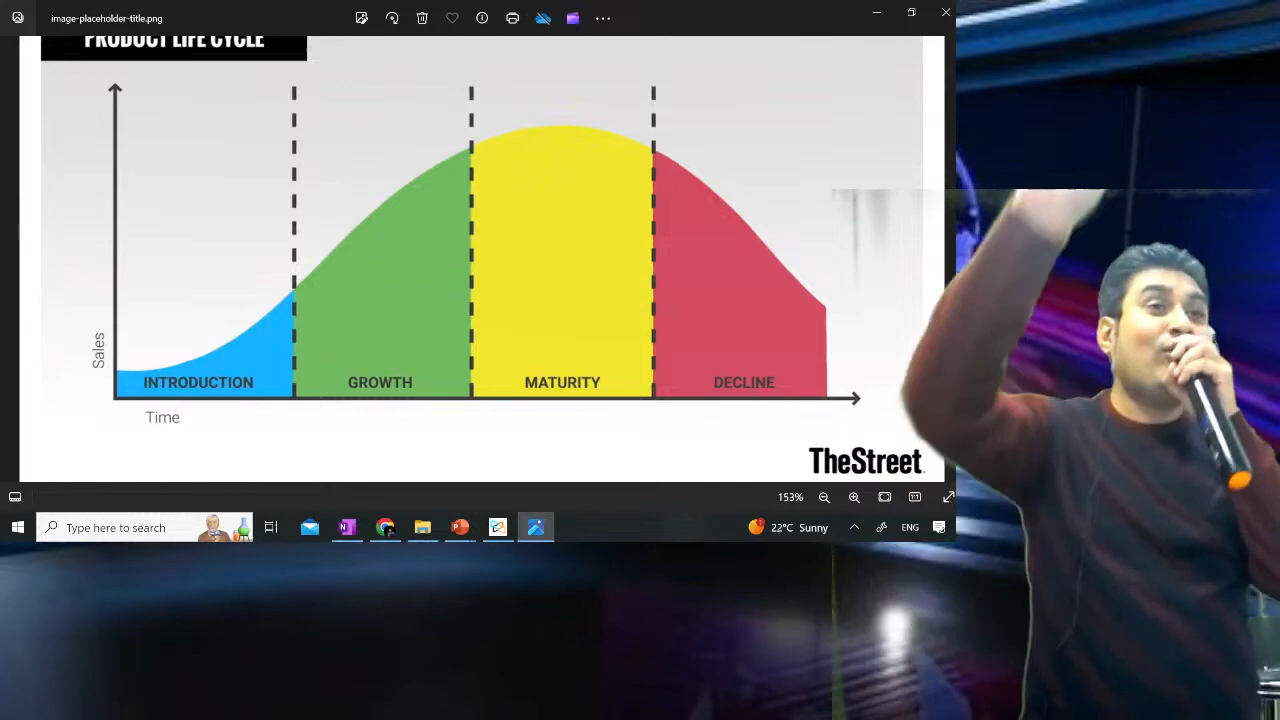 image-placeholder-title.png
PRODUCT LIFE CYCLE
Sales
INTRODUCTION
GROWTH
MATURITY
DECLINE
Time
TheStreet.
153%
Type here to search
22°C Sunny
ENG